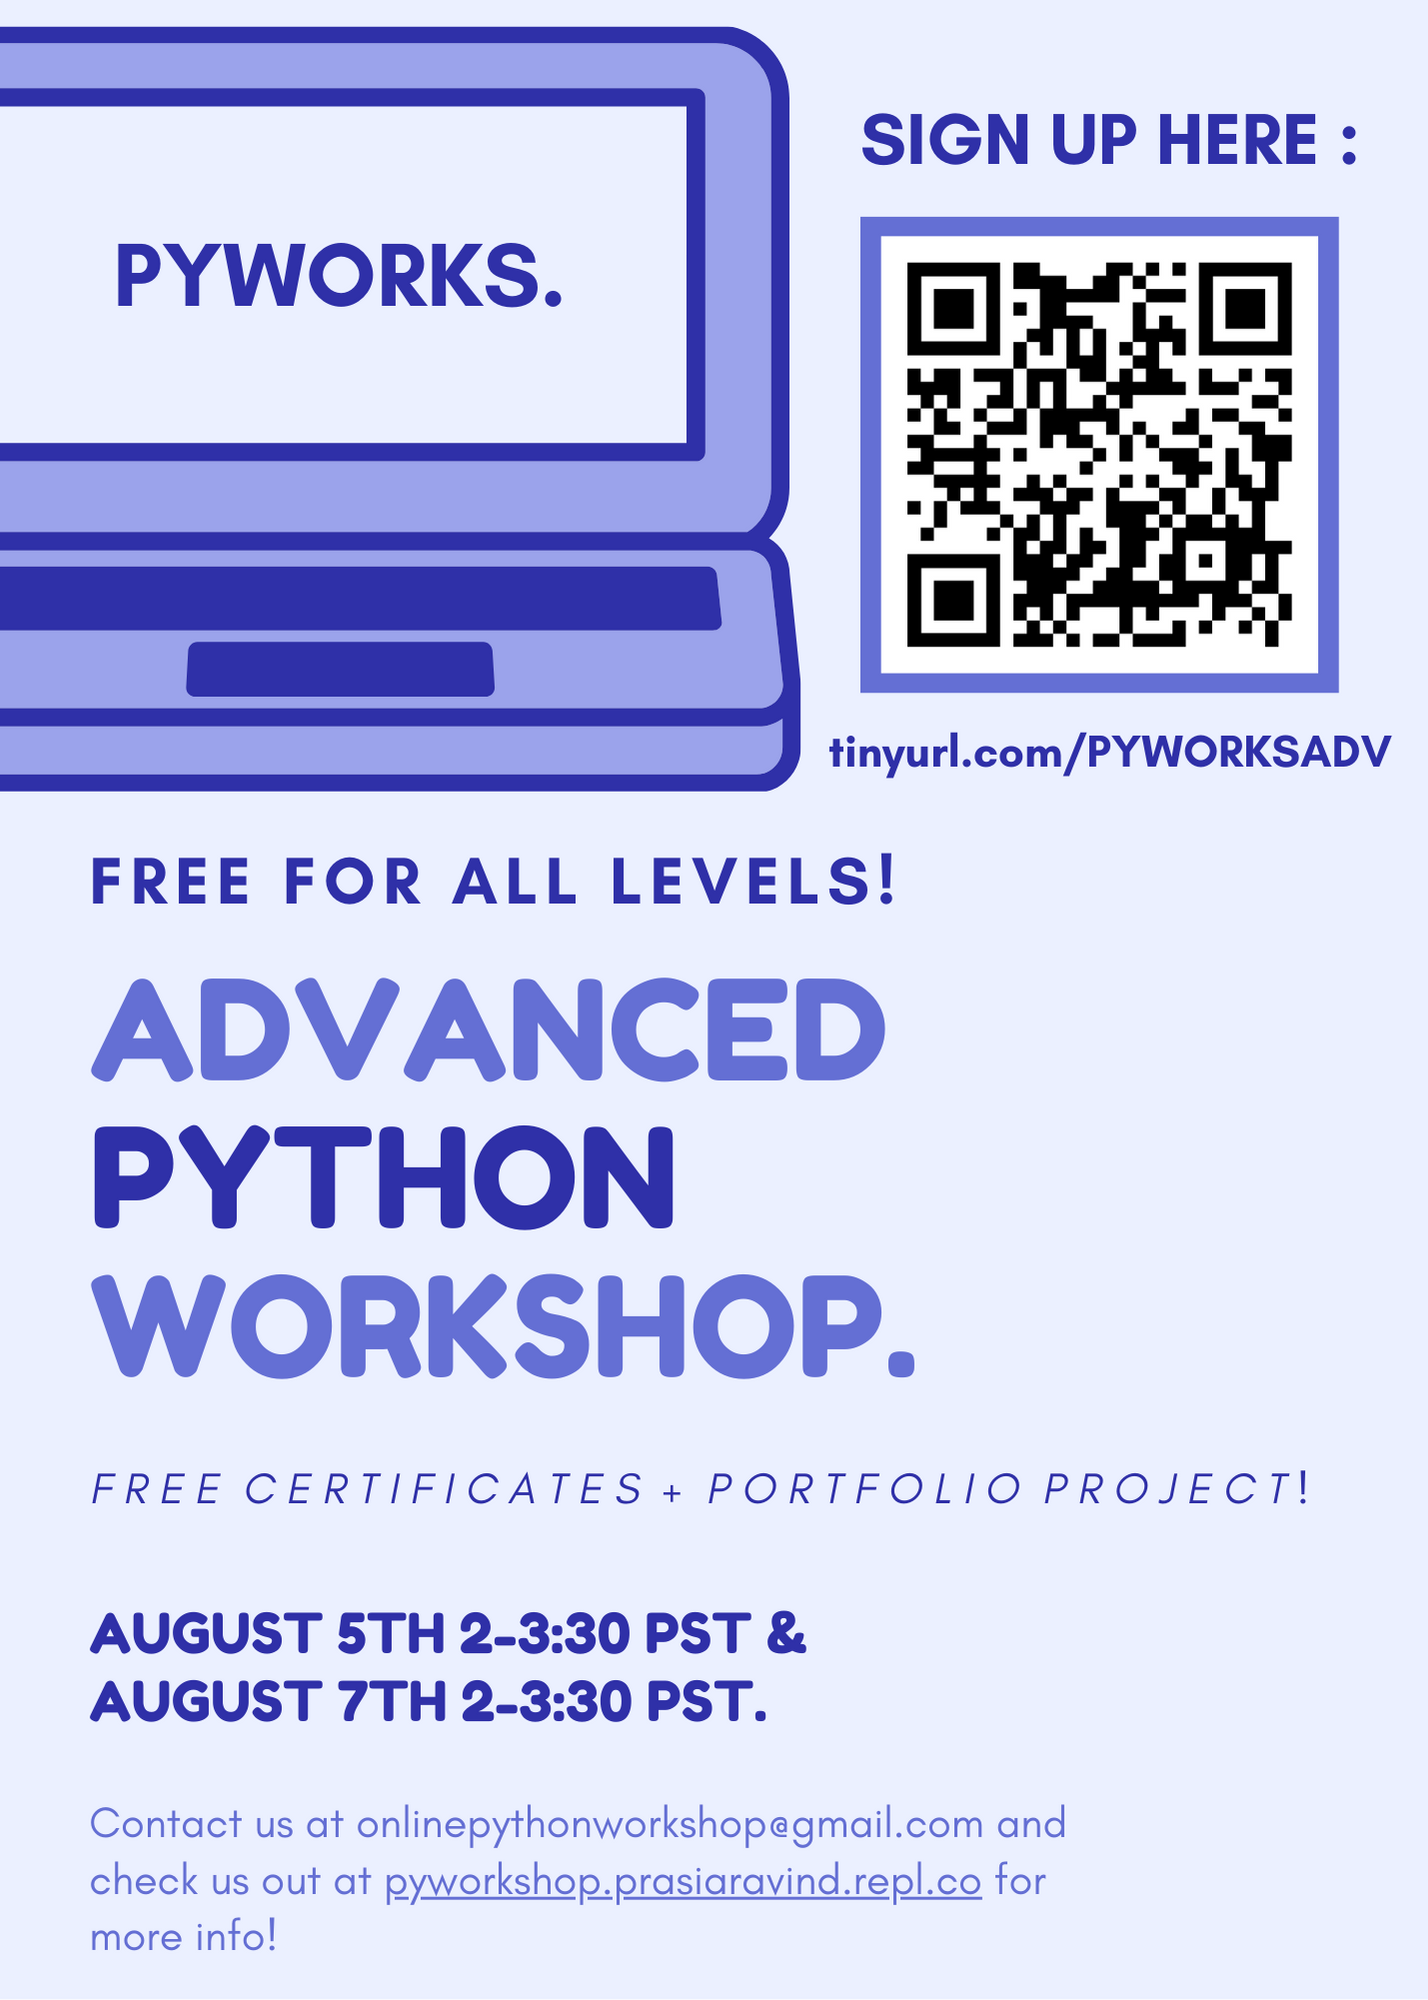 PYWORKS.
SIGN UP HERE :
tinyurl.com/PYWORKSADV
FREE FOR ALL LEVELS!
ADVANCED
PYTHON
WORKSHOP.
FREE CERTIFICATES + PORTFOLIO PROJECT!
AUGUST 5TH 2-3:30 PST &
AUGUST 7TH 2-3:30 PST.
Contact us at onlinepythonworkshop@gmail.com and
check us out at pyworkshop.prasiaravind.repl.co for
more info!